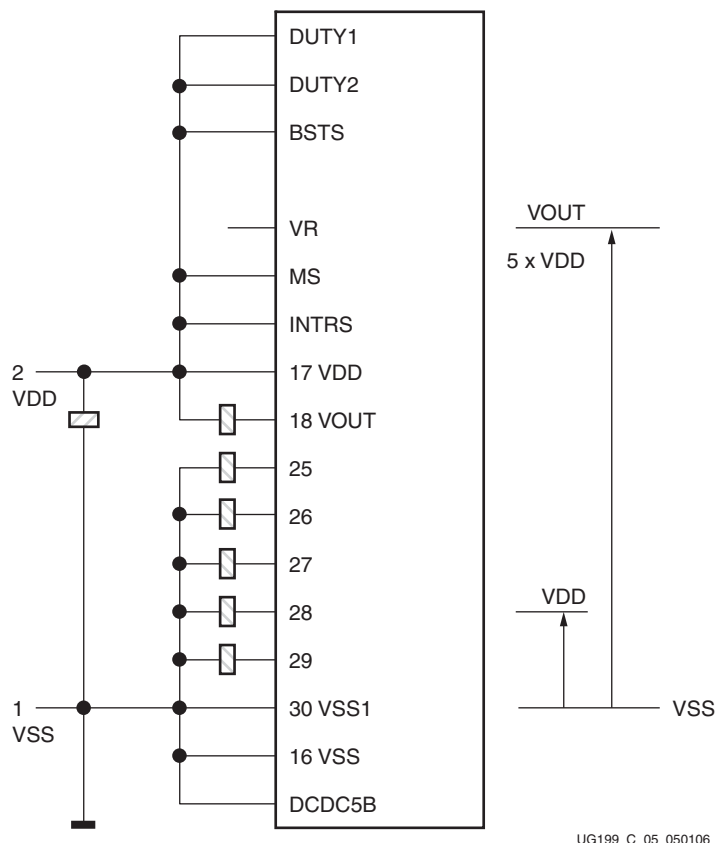 DUTY1
DUTY2
BSTS
VR
MS
INTRS
17 VDD
18 VOUT
25
26
27
28
29
30 VSS1
16 VSS
DCDC5B
2
VDD
1
VSS
VOUT
5 x VDD
VDD
VSS
UG199_C_05_050106